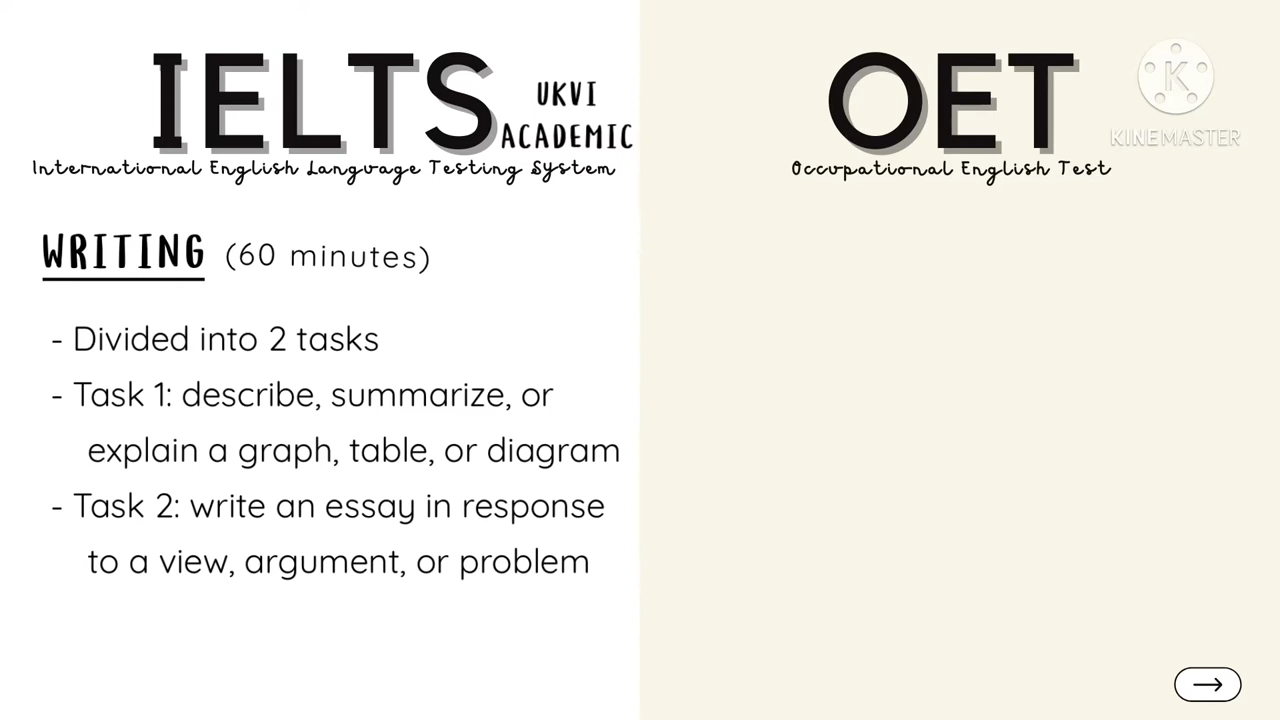 IELTS
UKVI
ACADEMIC
International English Language Testing System
WRITING (60 minutes)
- Divided into 2 tasks
- Task 1: describe, summarize, or
explain a graph, table, or diagram
- Task 2: write an essay in response
to a view, argument, or problem
OET
Occupational English Test
K
KINEMASTER